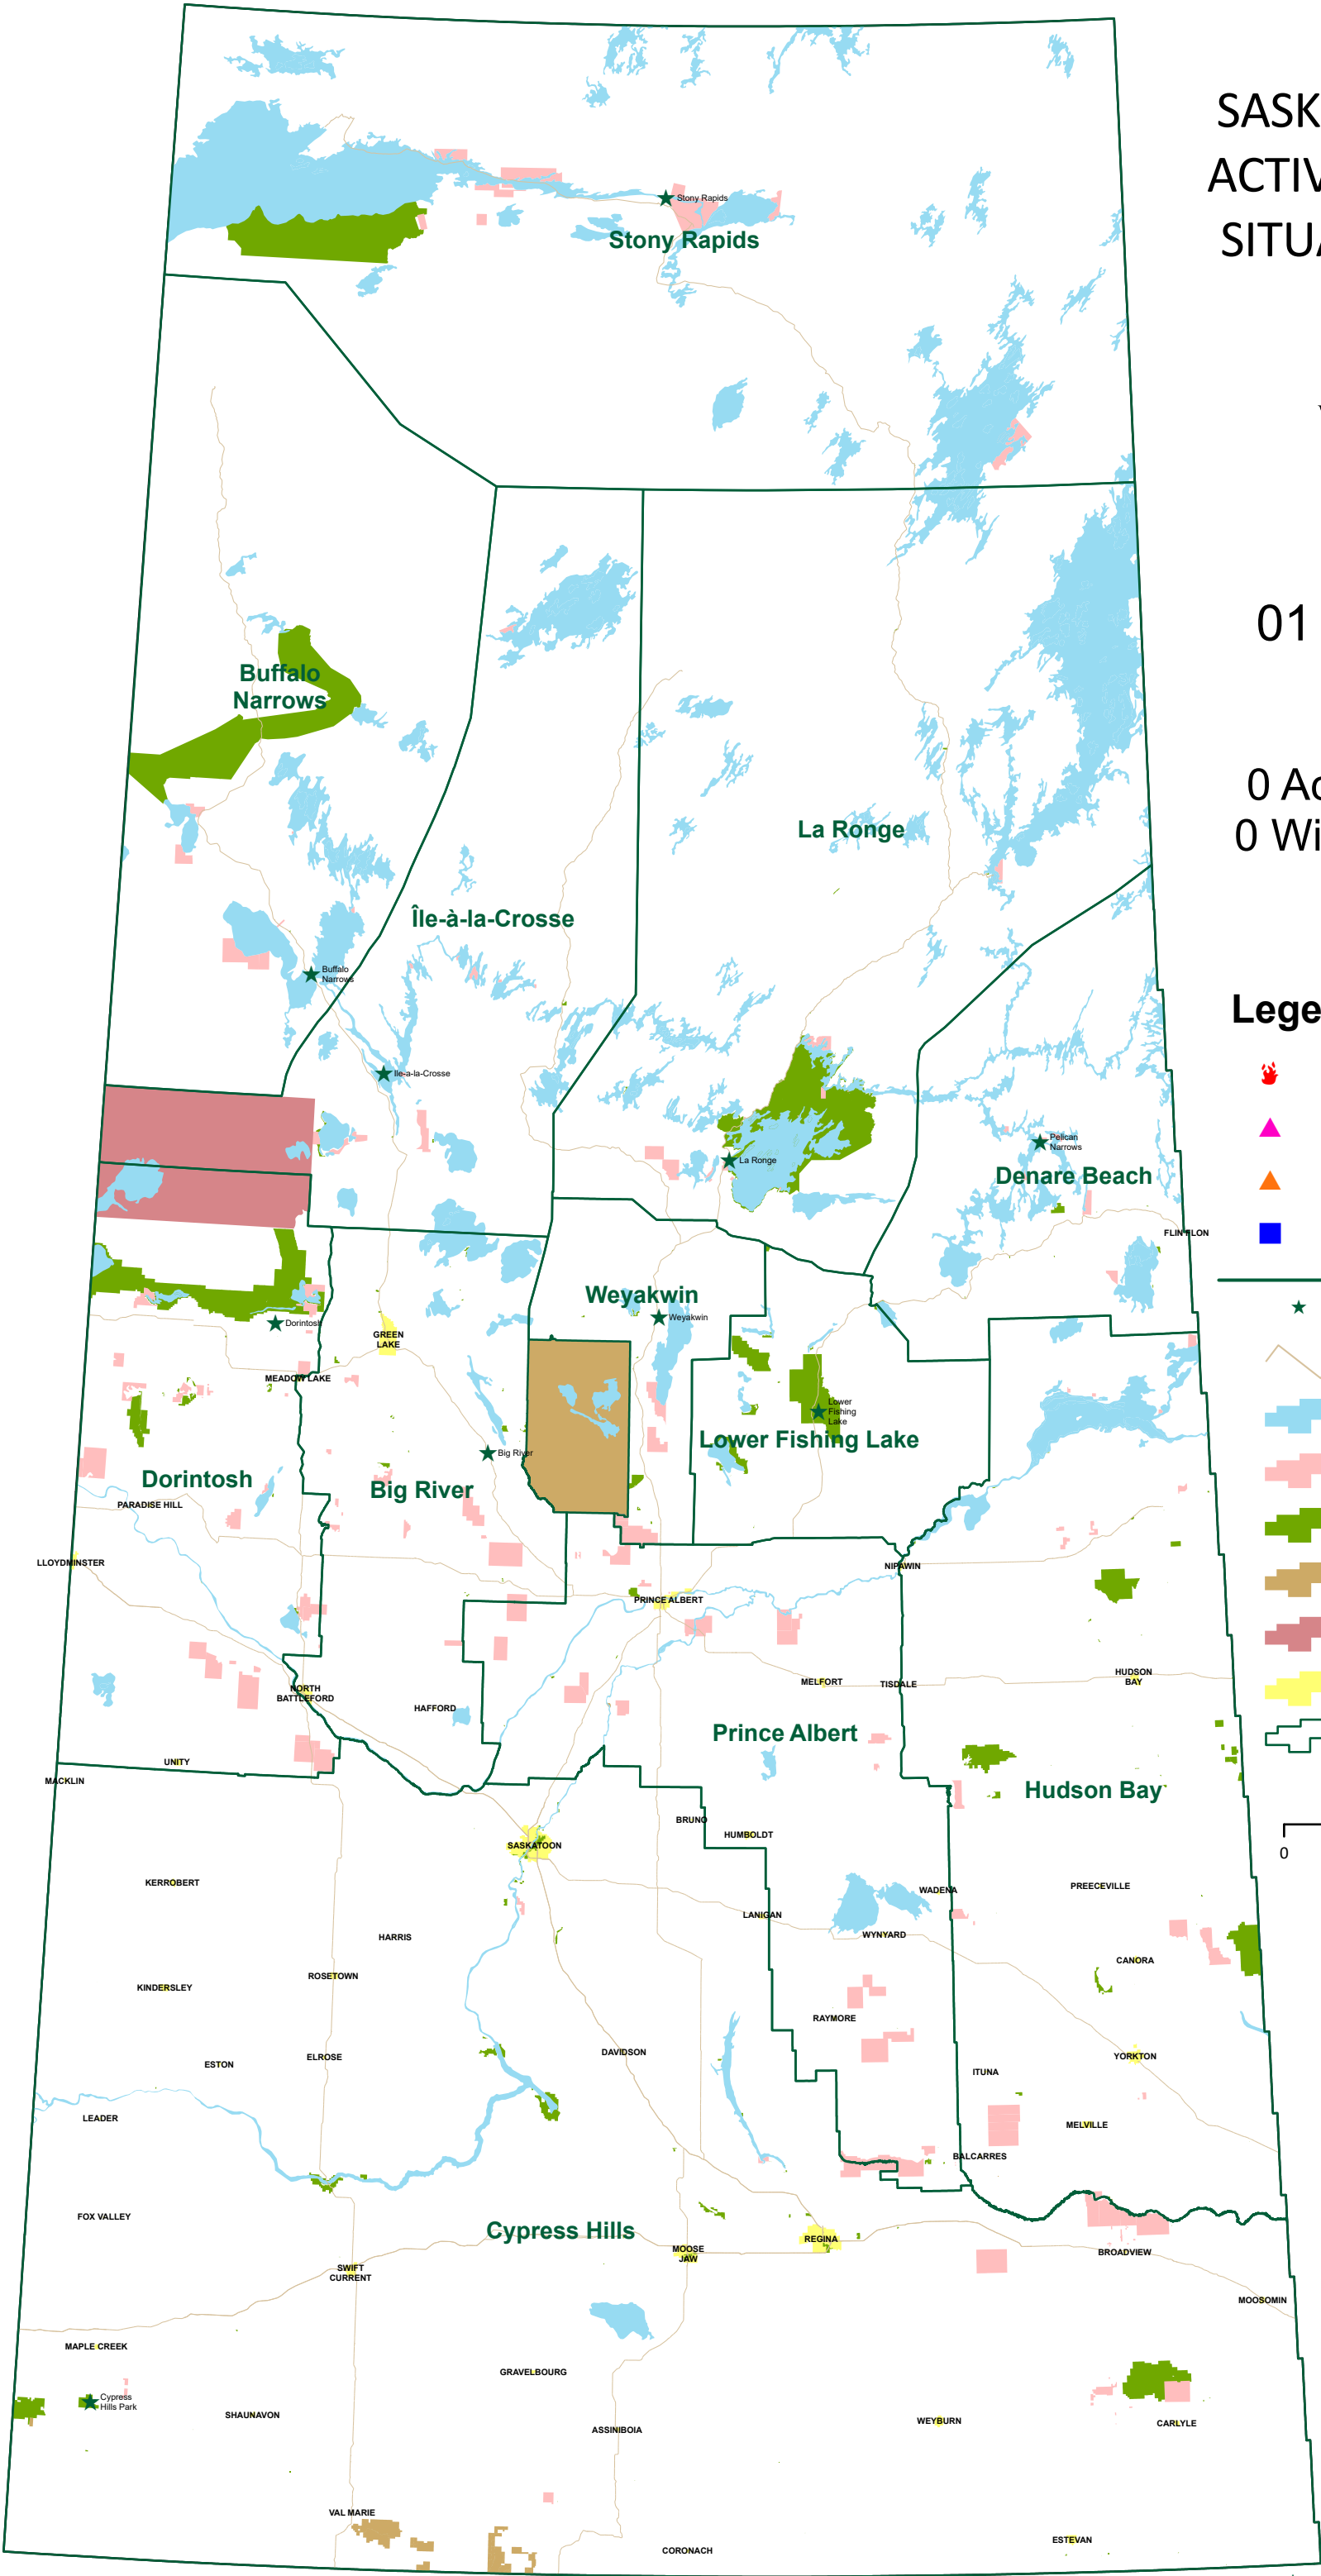 SASK
ACTIV
SITUA
Stony Rapids
Stony Rapids
01
Buffalo
Narrows
0 Ac
0 Wi
La Ronge
Île-à-la-Crosse
Buffalo
Narrows
Lege
Ile-a-la-Crosse
Pelican
Narrows
La Ronge
Denare Beach
FLIN FLON
Weyakwin
Weyakwin
Dorintosh
GREEN
LAKE
MEADOW LAKE
Lower
Fishing
Lake
Lower Fishing Lake
Big River
Dorintosh
Big River
PARADISE HILL
LLOYDMINSTER
NIPAWIN
PRINCE ALBERT
HUDSON
BAY
MELFORT
TISDALE
NORTH
BATTLEFORD
HAFFORD
Prince Albert
UNITY
MACKLIN
Hudson Bay
BRUNO
HUMBOLDT
SASKATOON
0
KERROBERT
PREECEVILLE
WADENA
LANIGAN
WYNYARD
HARRIS
CANORA
ROSETOWN
KINDERSLEY
RAYMORE
DAVIDSON
YORKTON
ELROSE
ESTON
ITUNA
LEADER
MELVILLE
BALCARRES
FOX VALLEY
Cypress Hills
REGINA
MOOSE
JAW
BROADVIEW
SWIFT
CURRENT
MOOSOMIN
MAPLE CREEK
GRAVELBOURG
Cypress
Hills Park
SHAUNAVON
WEYBURN
CARLYLE
ASSINIBOIA
VAL MARIE
ESTEVAN
CORONACH